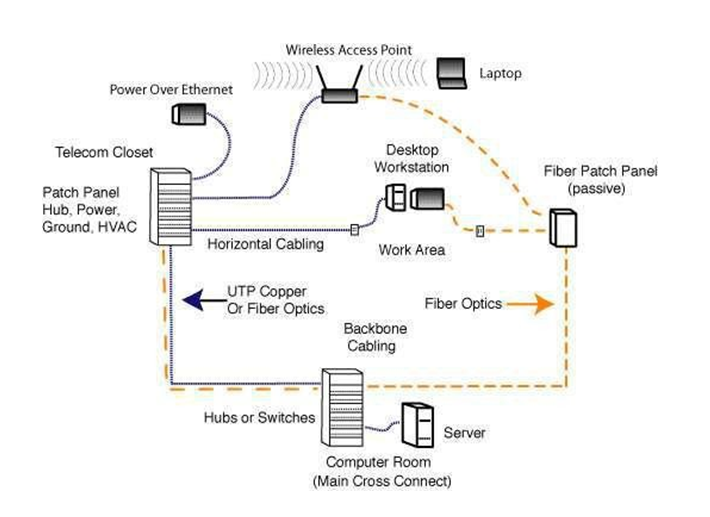 Wireless Access Point
Laptop
Power Over Ethernet
Telecom Closet
Desktop
Workstation
Fiber Patch Panel
(passive)
Patch Panel
Hub, Power,
Ground, HVAC
Horizontal Cabling
Work Area
UTP Copper
Or Fiber Optics
Fiber Optics
Backbone
Cabling
Hubs or Switches
Server
Computer Room
(Main Cross Connect)